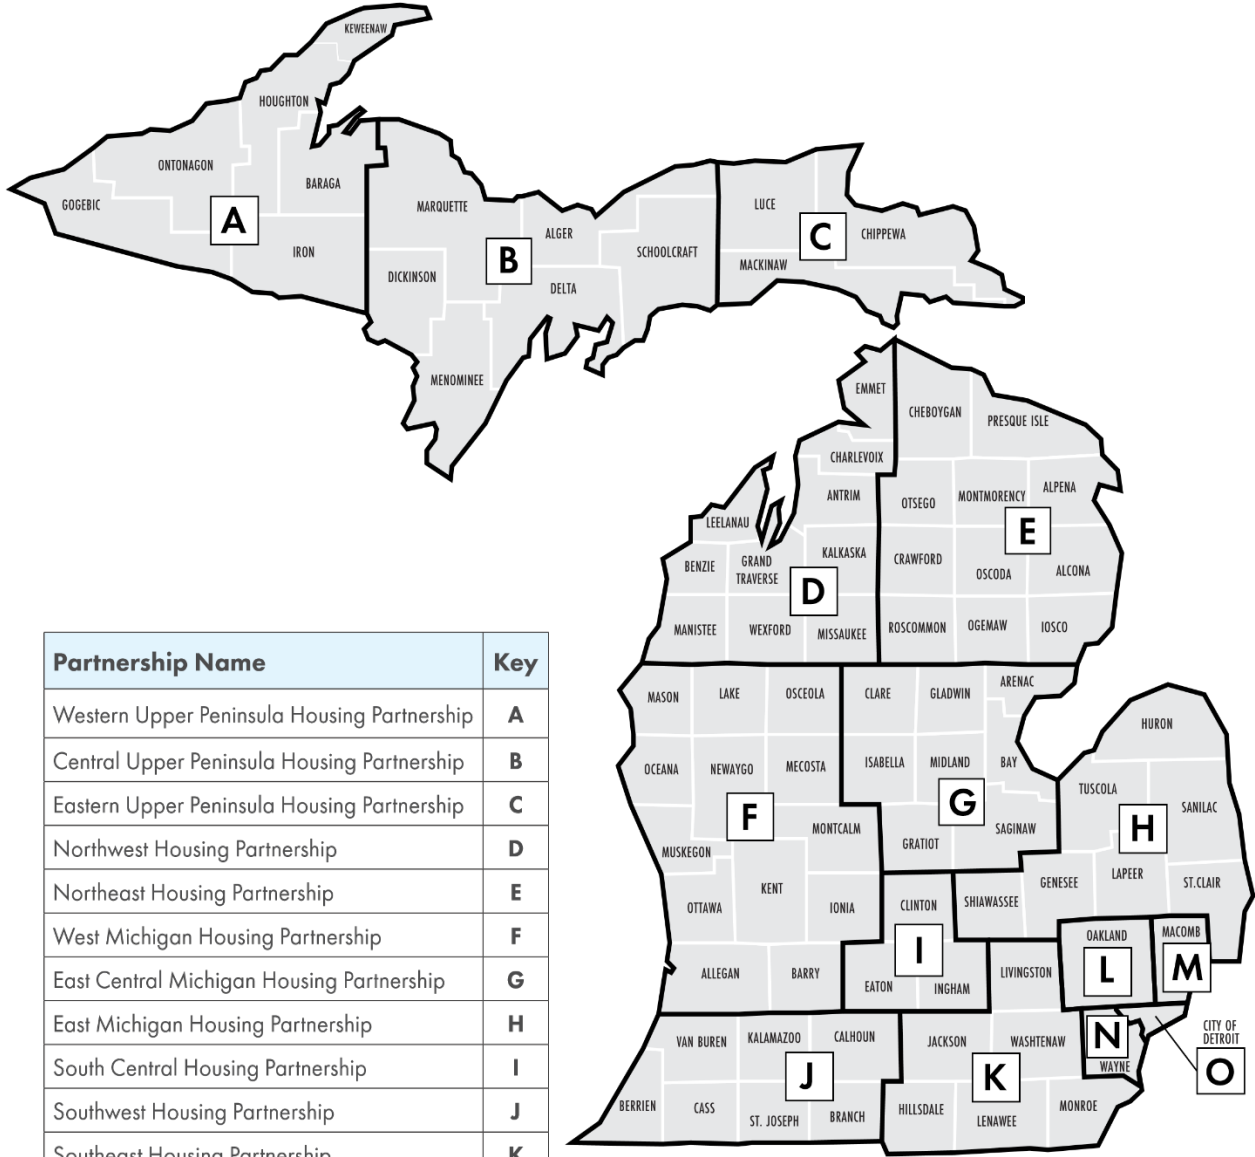 KEWEENAW
HOUGHTON
ONTONAGON
BARAGA
GOGEBIC
A
IRON
MARQUETTE
ALGER
B
SCHOOLCRAFT
DICKINSON
DELTA
MENOMINEE
LUCE
C
CHIPPEWA
MACKINAW
EMMET
CHEBOYGAN
PRESQUE ISLE
CHARLEVOIX
ANTRIM
OTSEGO
MONTMORENCY
ALPENA
LEELANAU
E
BENZIE
GRAND
TRAVERSE
KALKASKA
CRAWFORD
OSCODA
ALCONA
D
MANISTEE
WEXFORD
MISSAUKEE
ROSCOMMON
OGEMAW
IOSCO
MASON
LAKE
OSCEOLA
CLARE
GLADWIN
ARENAC
HURON
OCEANA
NEWAYGO
MECOSTA
ISABELLA
MIDLAND
BAY
TUSCOLA
SANILAC
F
G
H
MONTCALM
GRATIOT
SAGINAW
MUSKEGON
KENT
GENESEE
LAPEER
ST.CLAIR
OTTAWA
IONIA
CLINTON
SHIAWASSEE
I
OAKLAND
L
MACOMB
M
ALLEGAN
BARRY
EATON
INGHAM
LIVINGSTON
VAN BUREN
KALAMAZOO
CALHOUN
JACKSON
WASHTENAW
N
WAYNE
CITY OF
DETROIT
O
J
K
BERRIEN
CASS
ST. JOSEPH
BRANCH
HILLSDALE
LENAWEE
MONROE
Partnership Name Key
Western Upper Peninsula Housing Partnership A
Central Upper Peninsula Housing Partnership B
Eastern Upper Peninsula Housing Partnership C
Northwest Housing Partnership D
Northeast Housing Partnership E
West Michigan Housing Partnership F
East Central Michigan Housing Partnership G
East Michigan Housing Partnership H
South Central Housing Partnership I
Southwest Housing Partnership J
Southeast Housing Partnership K